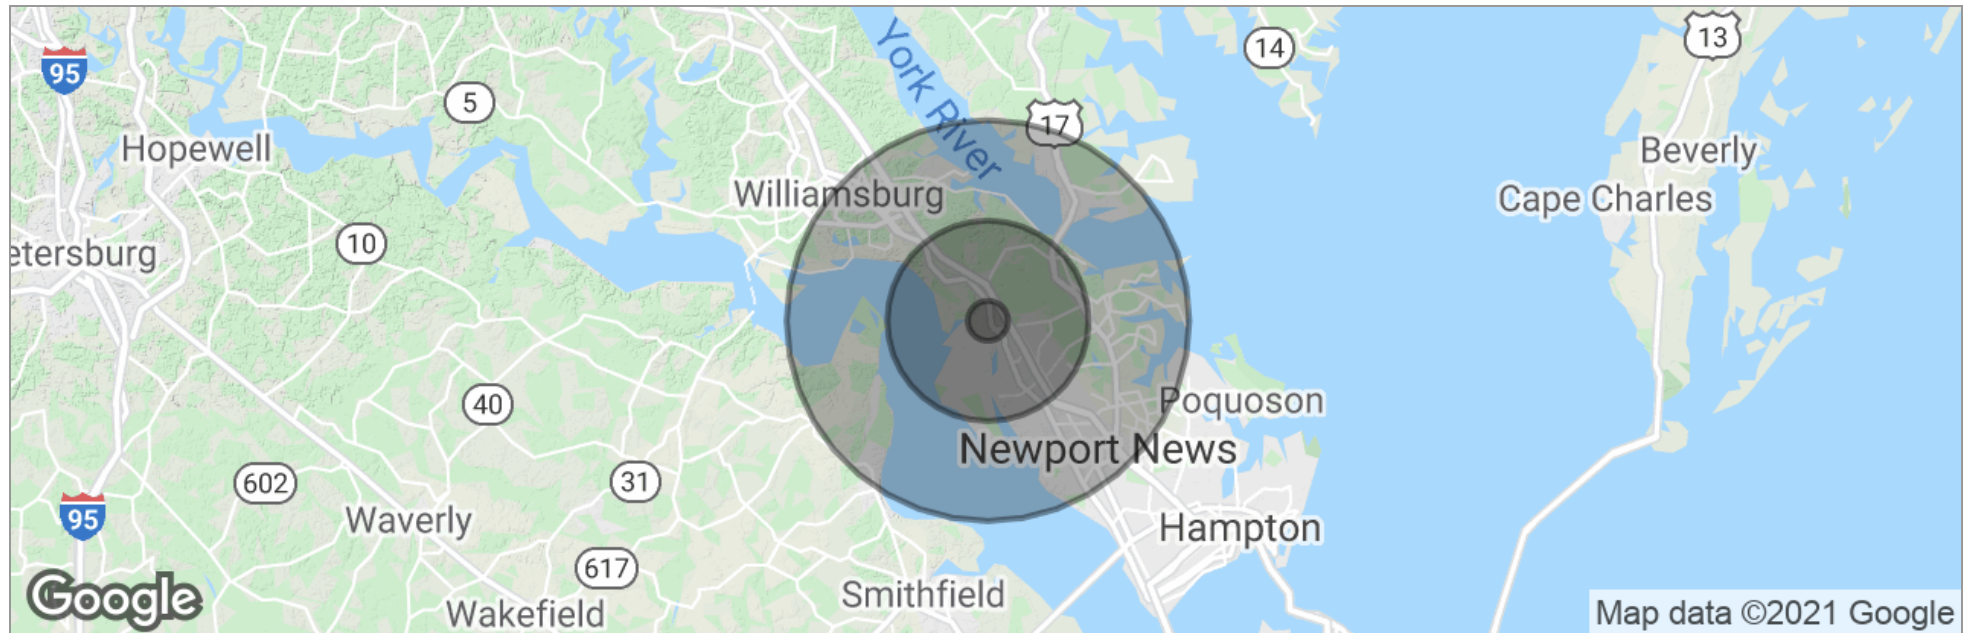 95
5
York River
14
13
17
Hopewell
Beverly
Williamsburg
Cape Charles
10
etersburg
40
Poquoson
Newport News
602
31
95
Waverly
Hampton
617
Smithfield
Wakefield
Google
Map data ©2021 Google